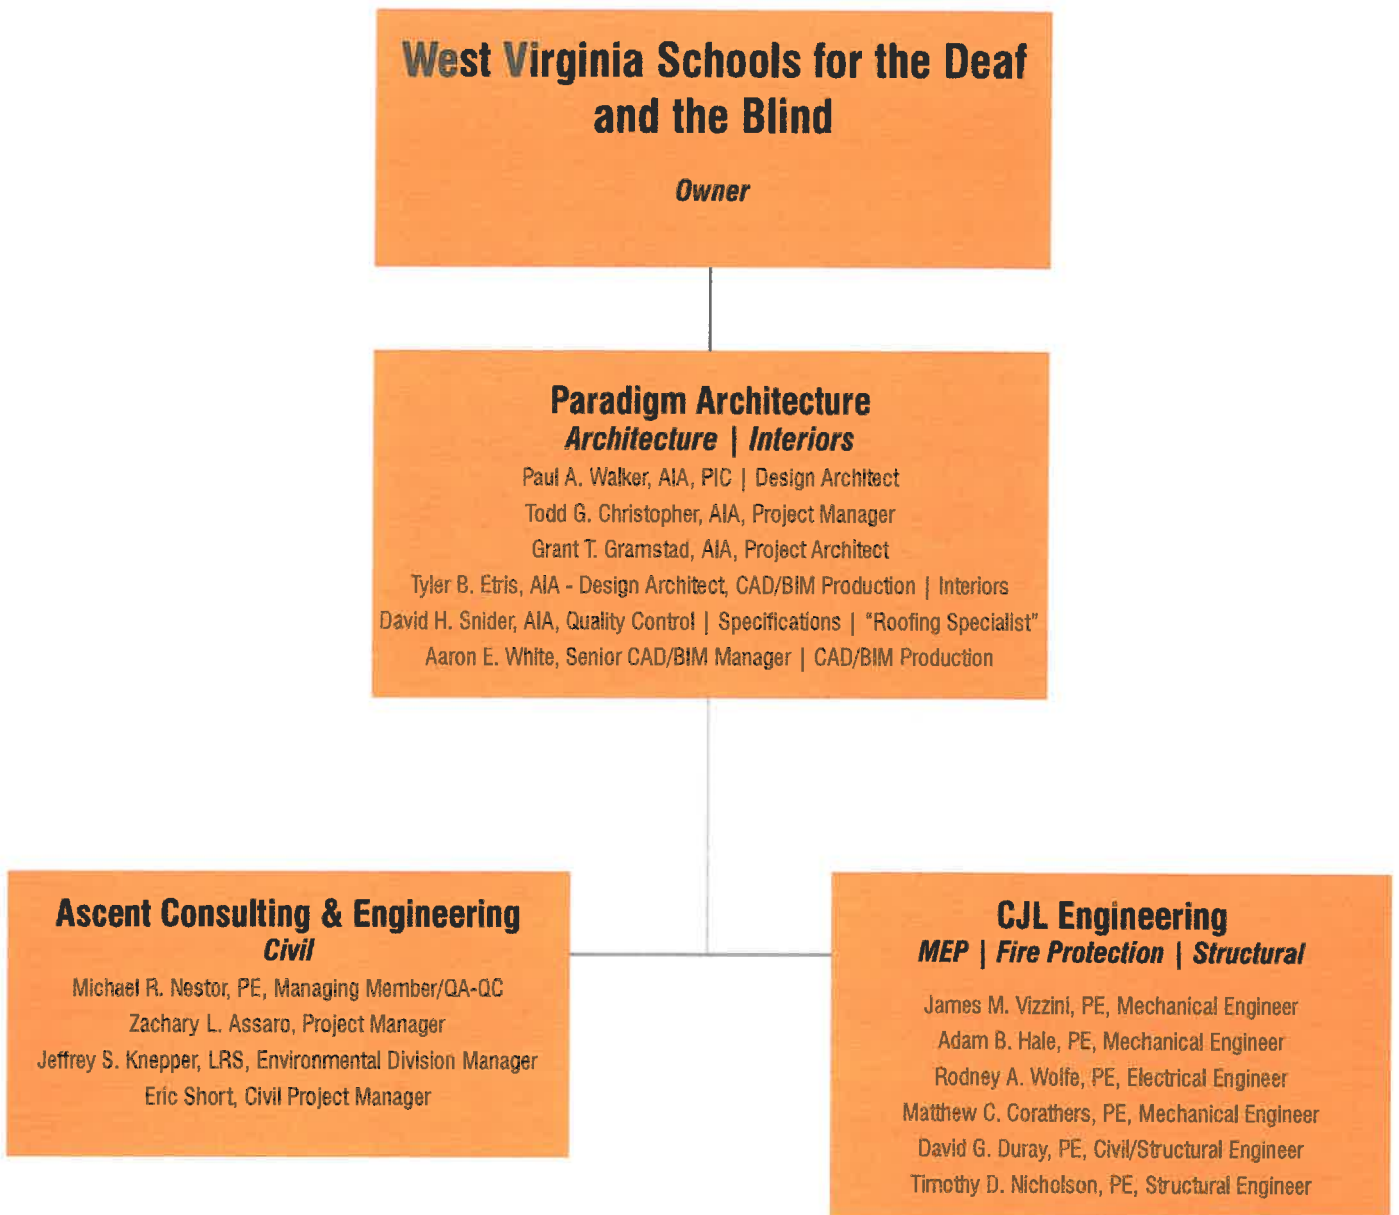 West Virginia Schools for the Deaf
and the Blind
Owner
Paradigm Architecture
Architecture | Interiors
Paul A. Walker, AIA, PIC | Design Architect
Todd G. Christopher, AIA, Project Manager
Grant T. Gramstad, AIA, Project Architect
Tyler B. Etris, AIA - Design Architect, CAD/BIM Production | Interiors
David H. Snider, AIA, Quality Control | Specifications | "Roofing Specialist"
Aaron E. White, Senior CAD/BIM Manager | CAD/BIM Production
Ascent Consulting & Engineering
Civil
Michael R. Nestor, PE, Managing Member/QA-QC
Zachary L. Assaro, Project Manager
Jeffrey S. Knepper, LRS, Environmental Division Manager
Eric Short, Civil Project Manager
CJL Engineering
MEP | Fire Protection | Structural
James M. Vizzini, PE, Mechanical Engineer
Adam B. Hale, PE, Mechanical Engineer
Rodney A. Wolfe, PE, Electrical Engineer
Matthew C. Corathers, PE, Mechanical Engineer
David G. Duray, PE, Civil/Structural Engineer
Timothy D. Nicholson, PE, Structural Engineer